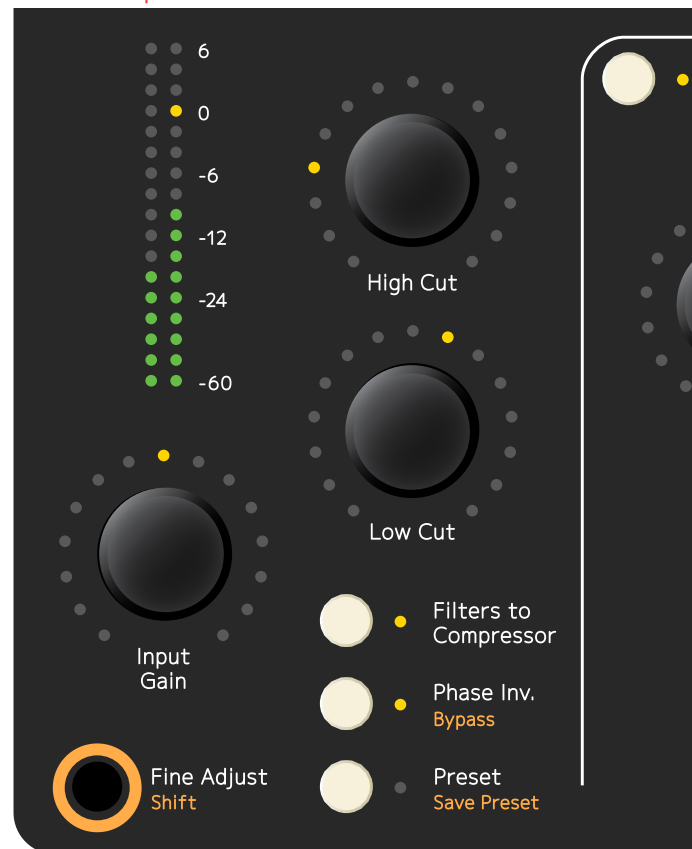 6
0
-6
-12
-24
-60
High Cut
Low Cut
Input
Gain
Filters to
Compressor
Phase Inv.
Bypass
Fine Adjust
Shift
Preset
Save Preset